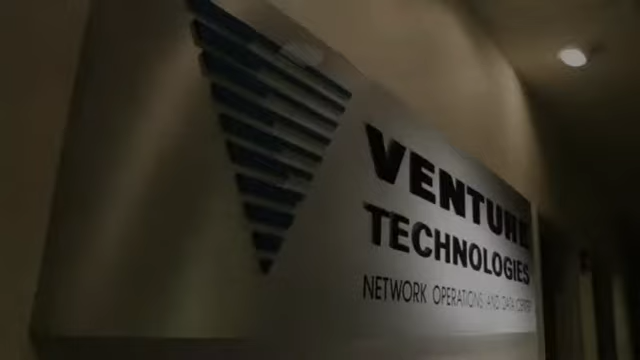 VENTURE
TECHNOLOGIES
NETWORK OPERATIONS AND DATA CENTER